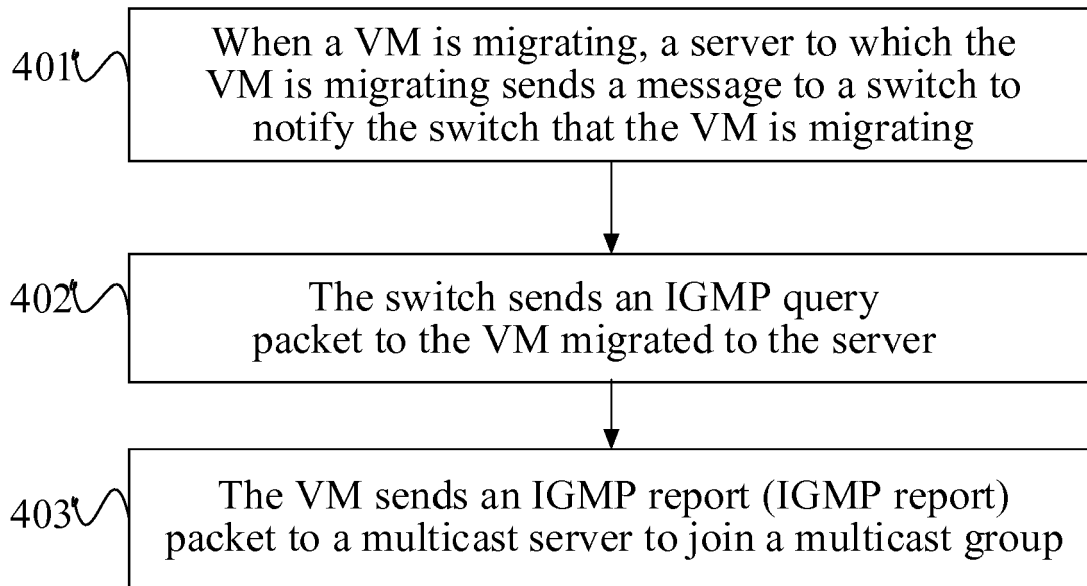 401
When a VM is migrating, a server to which the
VM is migrating sends a message to a switch to
notify the switch that the VM is migrating
402
The switch sends an IGMP query
packet to the VM migrated to the server
403
The VM sends an IGMP report (IGMP report)
packet to a multicast server to join a multicast group